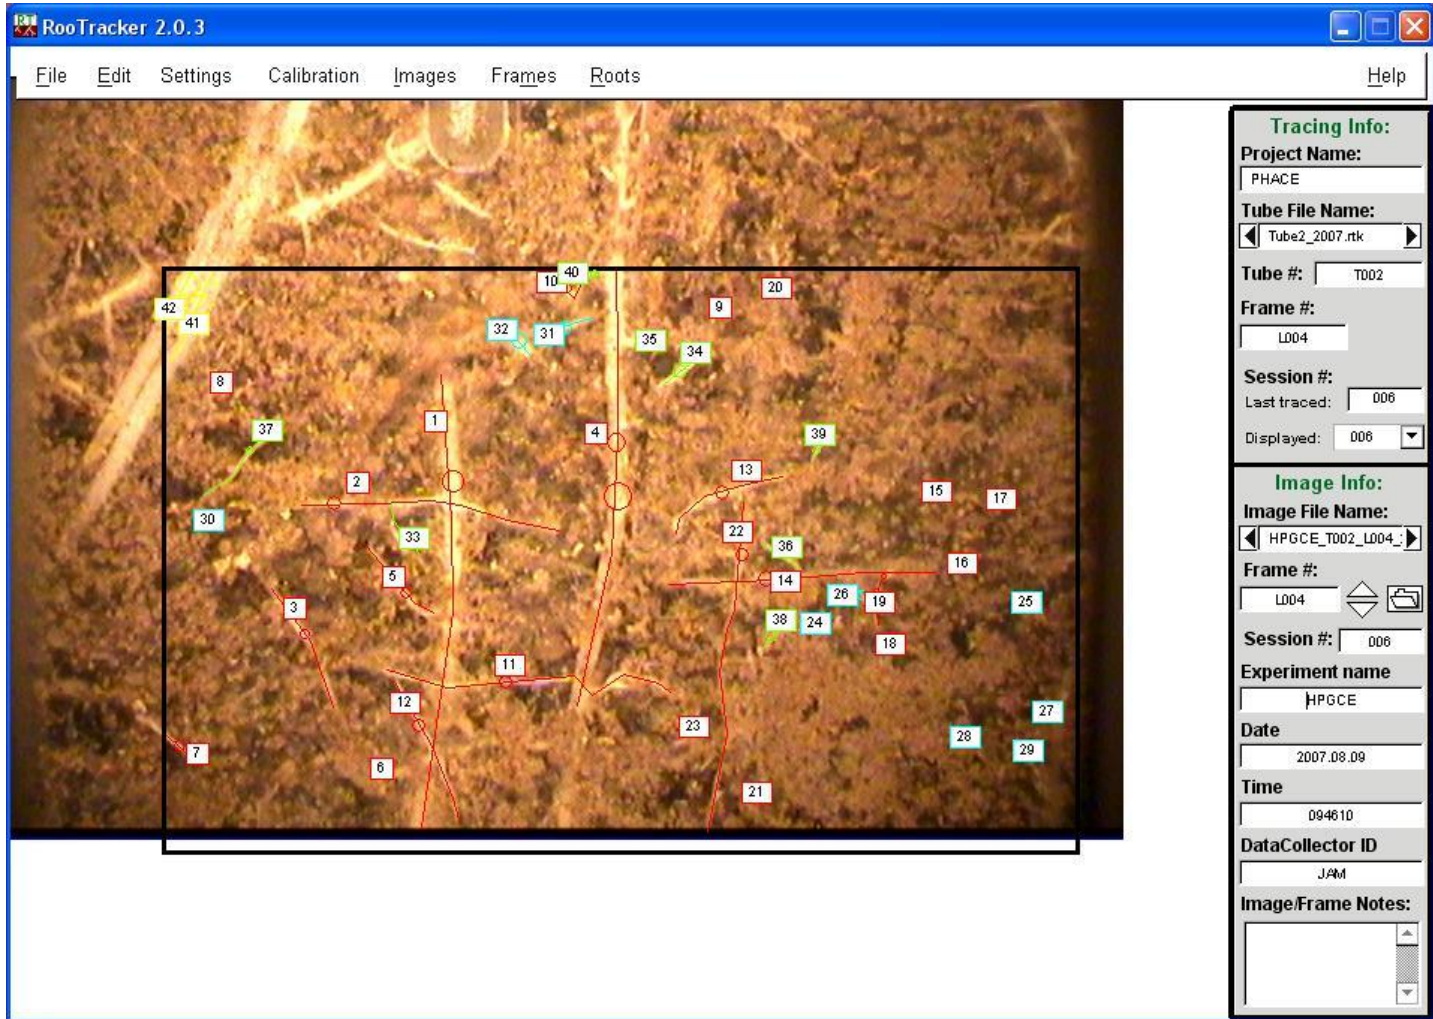 RT RooTracker 2.0.3
File Edit Settings Calibration Images Frames Roots Help
Tracing Info:
Project Name:
PHACE
Tube File Name:
Tube2_2007.rtk
Tube #: T002
Frame #:
L004
Session #:
Last traced: 006
Displayed: 006
Image Info:
Image File Name:
HPGCE_T002_L004_
Frame #:
L004
Session #: 006
Experiment name
HPGCE
Date
2007.08.09
Time
094610
DataCollector ID
JAM
Image/Frame Notes:
40
10
20
9
42
41
32
31
35
34
8
1
4
37
39
2
13
15
17
30
33
22
36
16
5
14
26
19
25
3
38
24
18
11
12
23
27
28
29
7
6
21